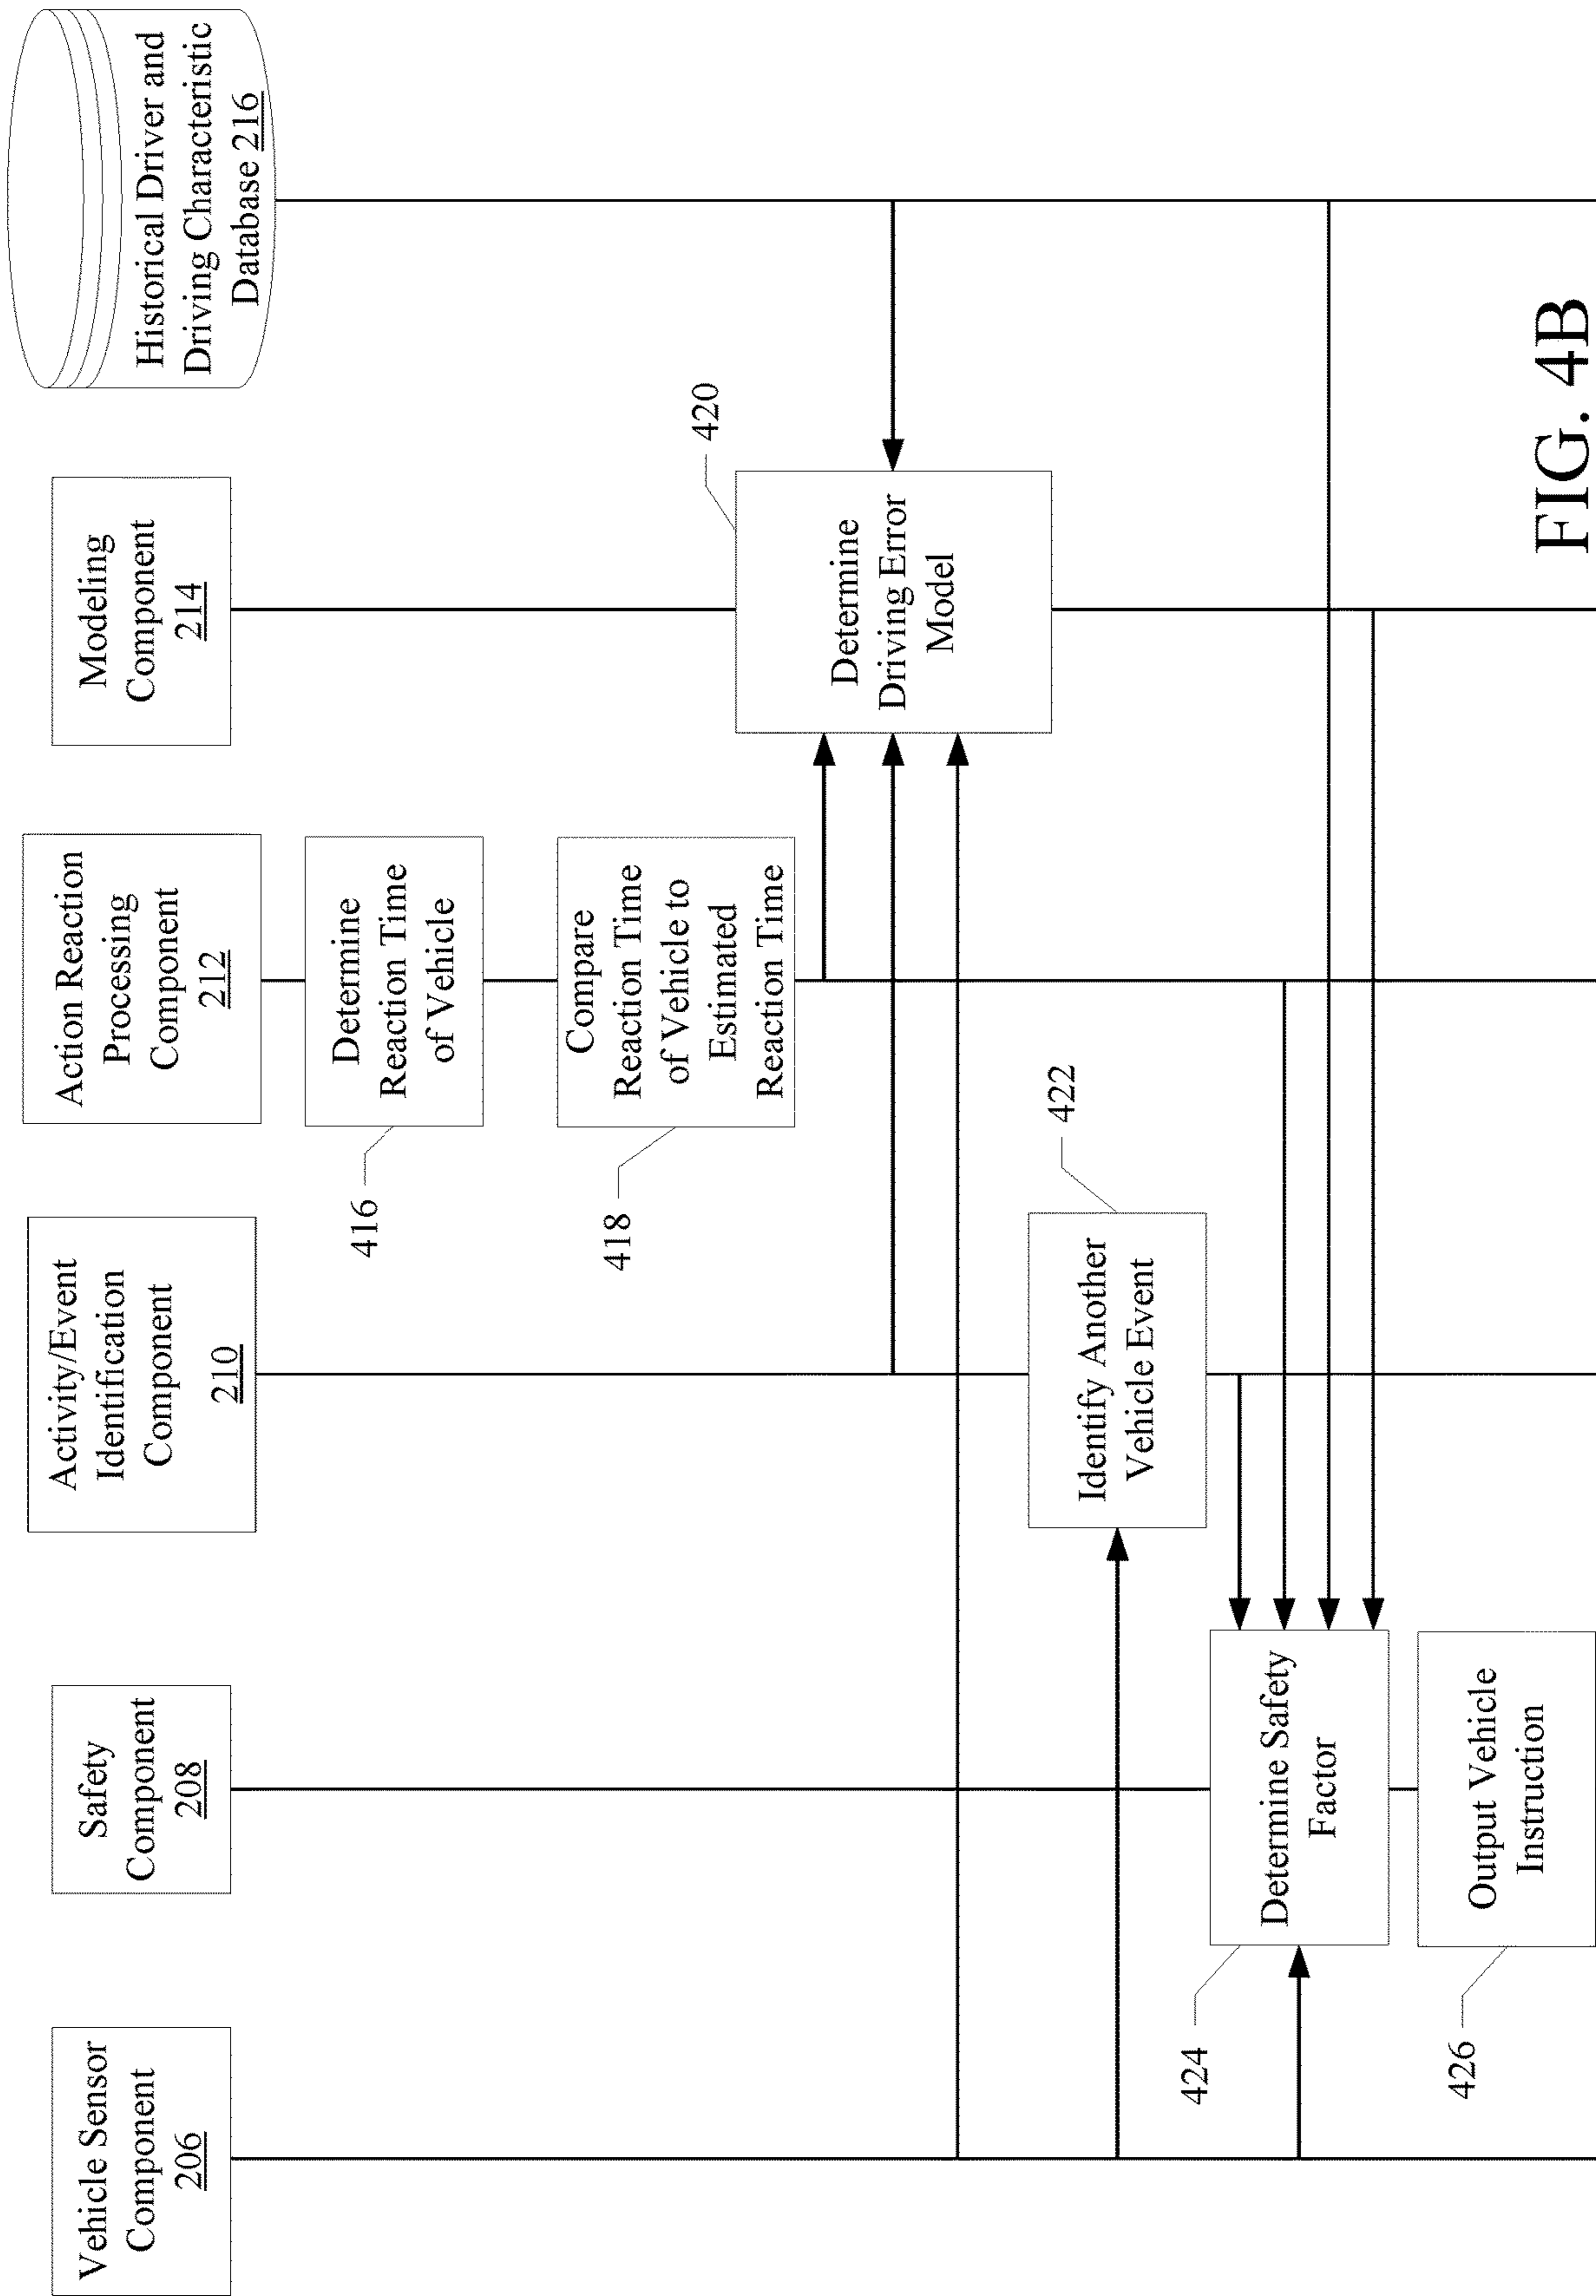 Vehicle Sensor
Component
206
Safety
Component
208
Activity/Event
Identification
Component
210
Action Reaction
Processing
Component
212
Modeling
Component
214
Historical Driver and
Driving Characteristic
Database 216
416
Determine
Reaction Time
of Vehicle
418
Compare
Reaction Time
of Vehicle to
Estimated
Reaction Time
420
Determine
Driving Error
Model
422
Identify Another
Vehicle Event
424
Determine Safety
Factor
426
Output Vehicle
Instruction
FIG. 4B